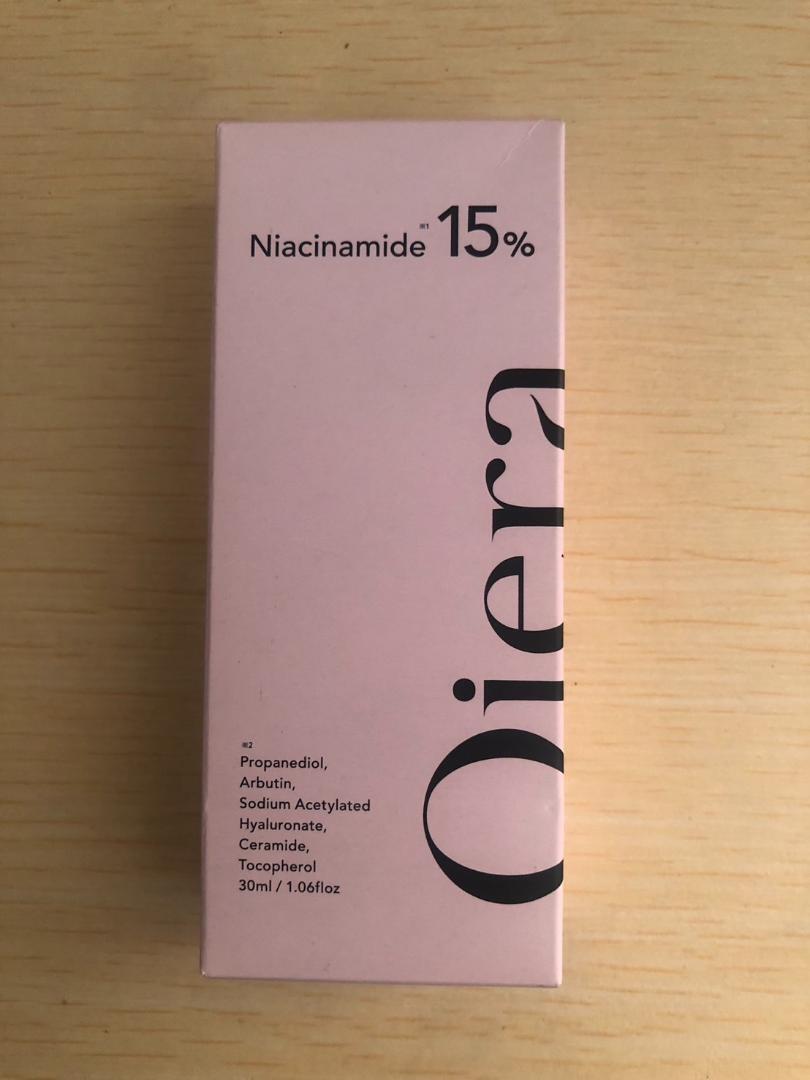 Niacinamide※1 15%
Oiera
※2
Propanediol,
Arbutin,
Sodium Acetylated
Hyaluronate,
Ceramide,
Tocopherol
30ml / 1.06floz